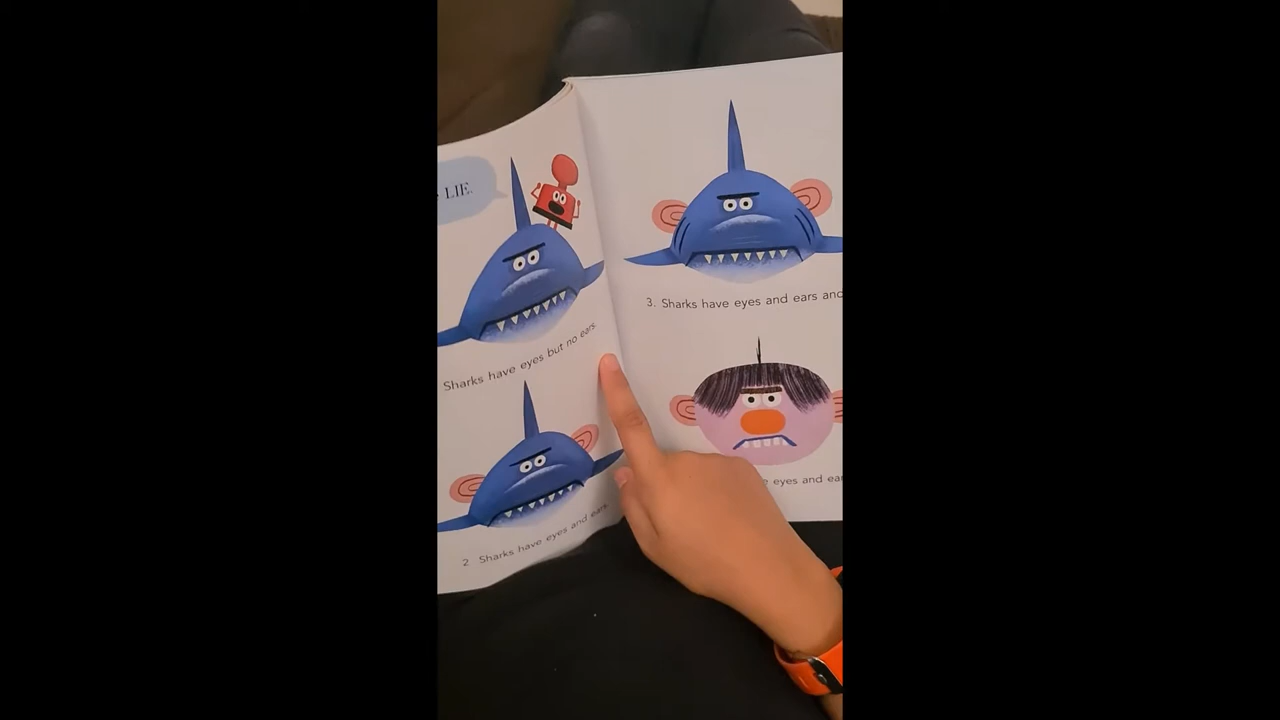 LIE.
Sharks have eyes but no ears.
2 Sharks have eyes and ears.
3. Sharks have eyes and ears and
eyes and